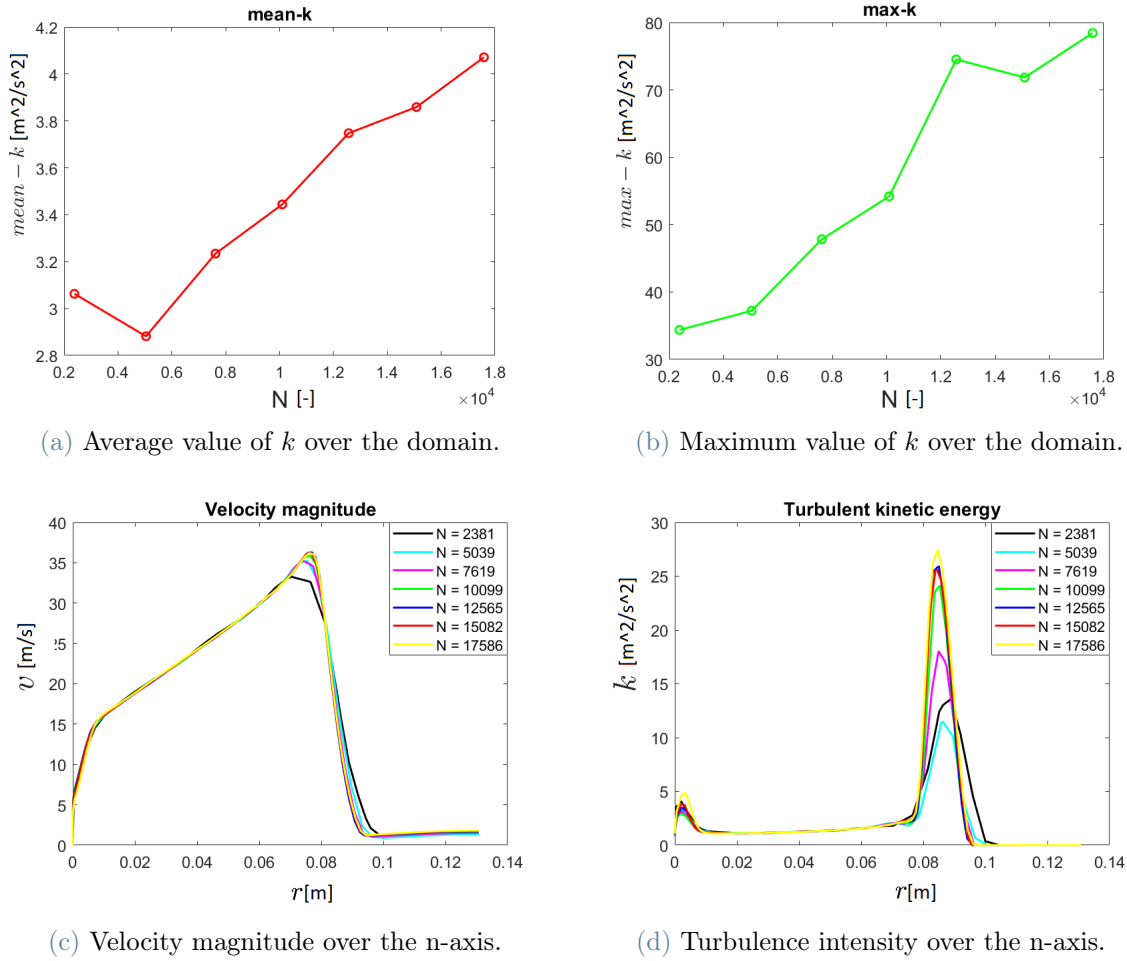 mean-k
4.2
4
3.8
3.6
3.4
3.2
3
2.8
mean − k [m^2/s^2]
0.2 0.4 0.6 0.8 1 1.2 1.4 1.6 1.8
N [-]
×10^4
(a) Average value of k over the domain.
max-k
80
70
60
50
40
30
max − k [m^2/s^2]
0.2 0.4 0.6 0.8 1 1.2 1.4 1.6 1.8
N [-]
×10^4
(b) Maximum value of k over the domain.
Velocity magnitude
40
35
30
25
20
15
10
5
0
v [m/s]
N = 2381
N = 5039
N = 7619
N = 10099
N = 12565
N = 15082
N = 17586
0 0.02 0.04 0.06 0.08 0.1 0.12 0.14
r[m]
(c) Velocity magnitude over the n-axis.
Turbulent kinetic energy
30
25
20
15
10
5
0
k [m^2/s^2]
N = 2381
N = 5039
N = 7619
N = 10099
N = 12565
N = 15082
N = 17586
0 0.02 0.04 0.06 0.08 0.1 0.12 0.14
r[m]
(d) Turbulence intensity over the n-axis.